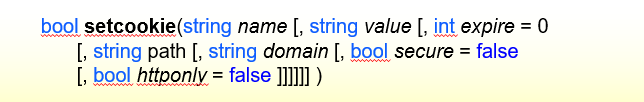 bool setcookie(string name [, string value [, int expire = 0
[, string path [, string domain [, bool secure = false
[, bool httponly = false ]]]]]] )